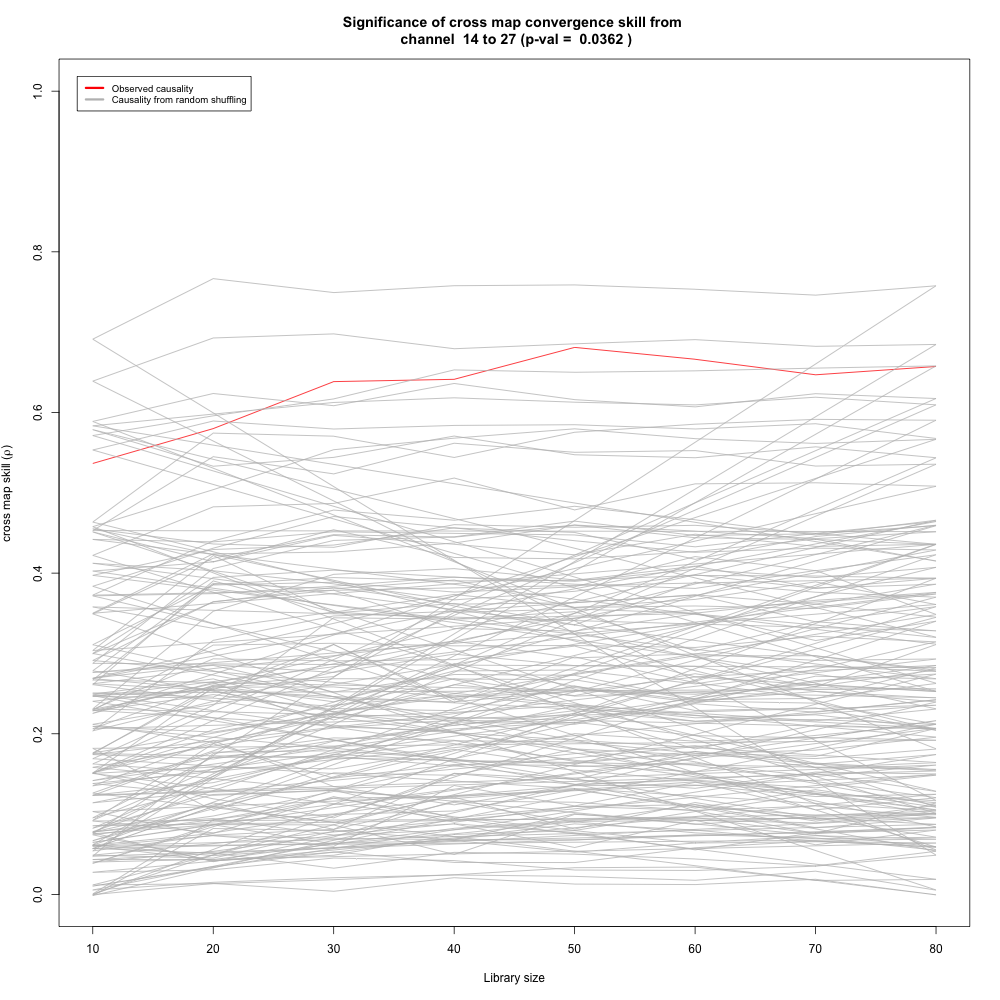 Significance of cross map convergence skill from
channel  14 to 27 (p-val =  0.0362 )
Observed causality
Causality from random shuffling
1.0
0.8
0.6
0.4
0.2
0.0
cross map skill (ρ)
10 20 30 40 50 60 70 80
Library size